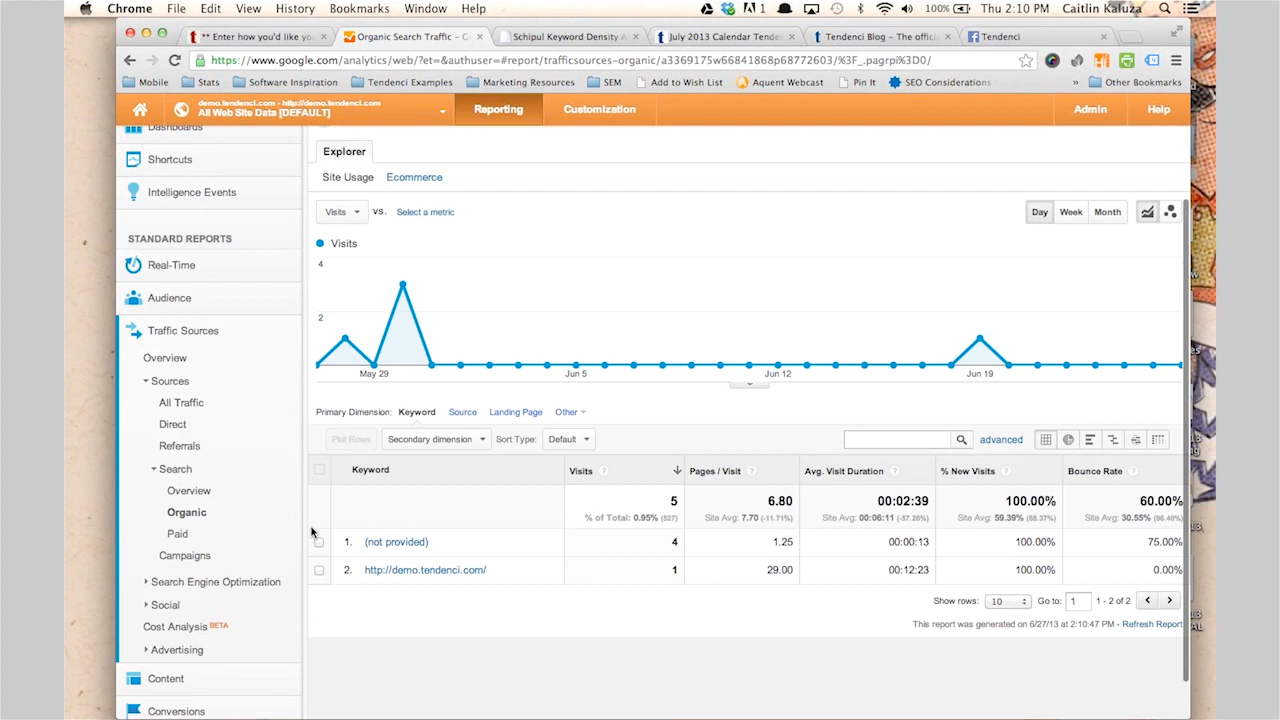 Chrome File Edit View History Bookmarks Window Help 1 100% Thu 2:10 PM Caitlin Kaluza
** Enter how you'd like you Organic Search Traffic – G Schipul Keyword Density A July 2013 Calendar Tende Tendenci Blog – The offici Tendenci
https://www.google.com/analytics/web/?e=&authuser=#report/trafficsources-organic/a3369175w66841868p68772603/%3F_.pagrpi%3D0/
Mobile Stats Software Inspiration Tendenci Examples Marketing Resources SEM Add to Wish List Aquent Webcast Pin It SEO Considerations » Other Bookmarks
demo.tendenci.com - http://demo.tendenci.com
All Web Site Data [DEFAULT]
Reporting Customization Admin Help
Dashboards
Explorer
Shortcuts
Site Usage Ecommerce
Intelligence Events
Visits vs. Select a metric
Day Week Month
STANDARD REPORTS
Visits
Real-Time
4
Audience
2
Traffic Sources
Overview
May 29 Jun 5 Jun 12 Jun 19
Sources
All Traffic
Primary Dimension: Keyword Source Landing Page Other
Direct
Plot Rows Secondary dimension Sort Type: Default advanced
Referrals
Search
Keyword Visits ? Pages / Visit ? Avg. Visit Duration ? % New Visits ? Bounce Rate ?
Overview
5 6.80 00:02:39 100.00% 60.00%
Organic
% of Total: 0.95% (527) Site Avg: 7.70 (-11.71%) Site Avg: 00:06:11 (-57.28%) Site Avg: 59.39% (68.37%) Site Avg: 30.55% (96.40%)
Paid
1. (not provided) 4 1.25 00:00:13 100.00% 75.00%
Campaigns
2. http://demo.tendenci.com/ 1 29.00 00:12:23 100.00% 0.00%
Search Engine Optimization
Show rows: 10 Go to: 1 1 - 2 of 2
Social
This report was generated on 6/27/13 at 2:10:47 PM - Refresh Report
Cost Analysis BETA
Advertising
Content
Conversions